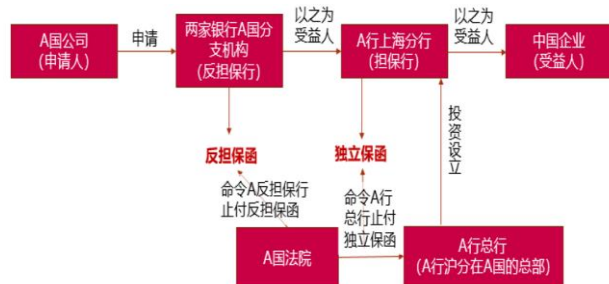 A国公司
(申请人)
申请
两家银行A国分
支机构
(反担保行)
以之为
受益人
A行上海分行
(担保行)
以之为
受益人
中国企业
(受益人)
反担保函
独立保函
投资设立
命令A反担保行
止付反担保函
命令A行
总行止付
独立保函
A国法院
A行总行
(A行沪分在A国的总部)